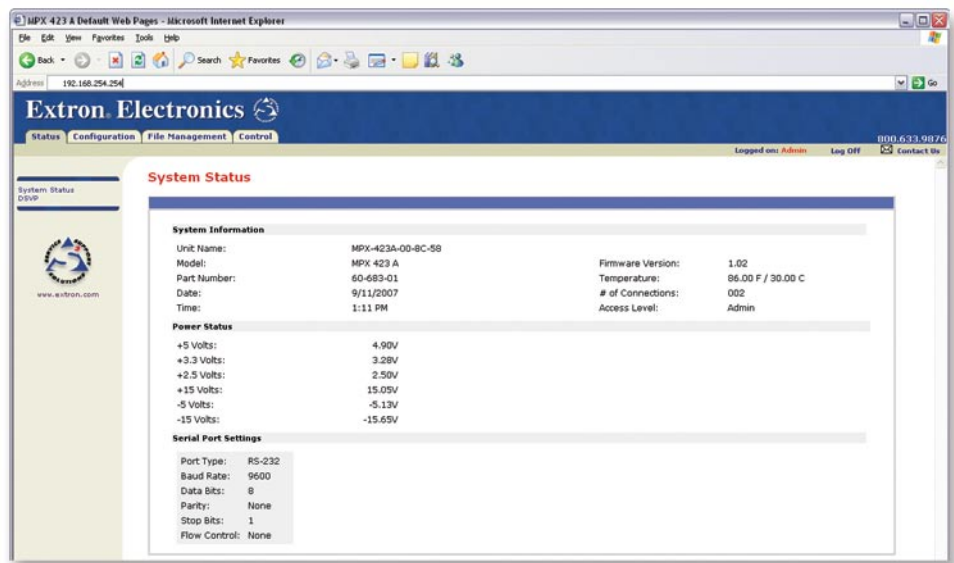 MPX 423 A Default Web Pages - Microsoft Internet Explorer
File Edit View Favorites Tools Help
Back Search Favorites
Address 192.168.254.254 Go
Extron. Electronics
Status Configuration File Management Control
800.633.9876
Logged on: Admin Log Off Contact Us
System Status
DSVP
www.extron.com
System Status
System Information
Unit Name: MPX-423A-00-8C-58
Model: MPX 423 A Firmware Version: 1.02
Part Number: 60-683-01 Temperature: 86.00 F / 30.00 C
Date: 9/11/2007 # of Connections: 002
Time: 1:11 PM Access Level: Admin
Power Status
+5 Volts: 4.90V
+3.3 Volts: 3.28V
+2.5 Volts: 2.50V
+15 Volts: 15.05V
-5 Volts: -5.13V
-15 Volts: -15.65V
Serial Port Settings
Port Type: RS-232
Baud Rate: 9600
Data Bits: 8
Parity: None
Stop Bits: 1
Flow Control: None